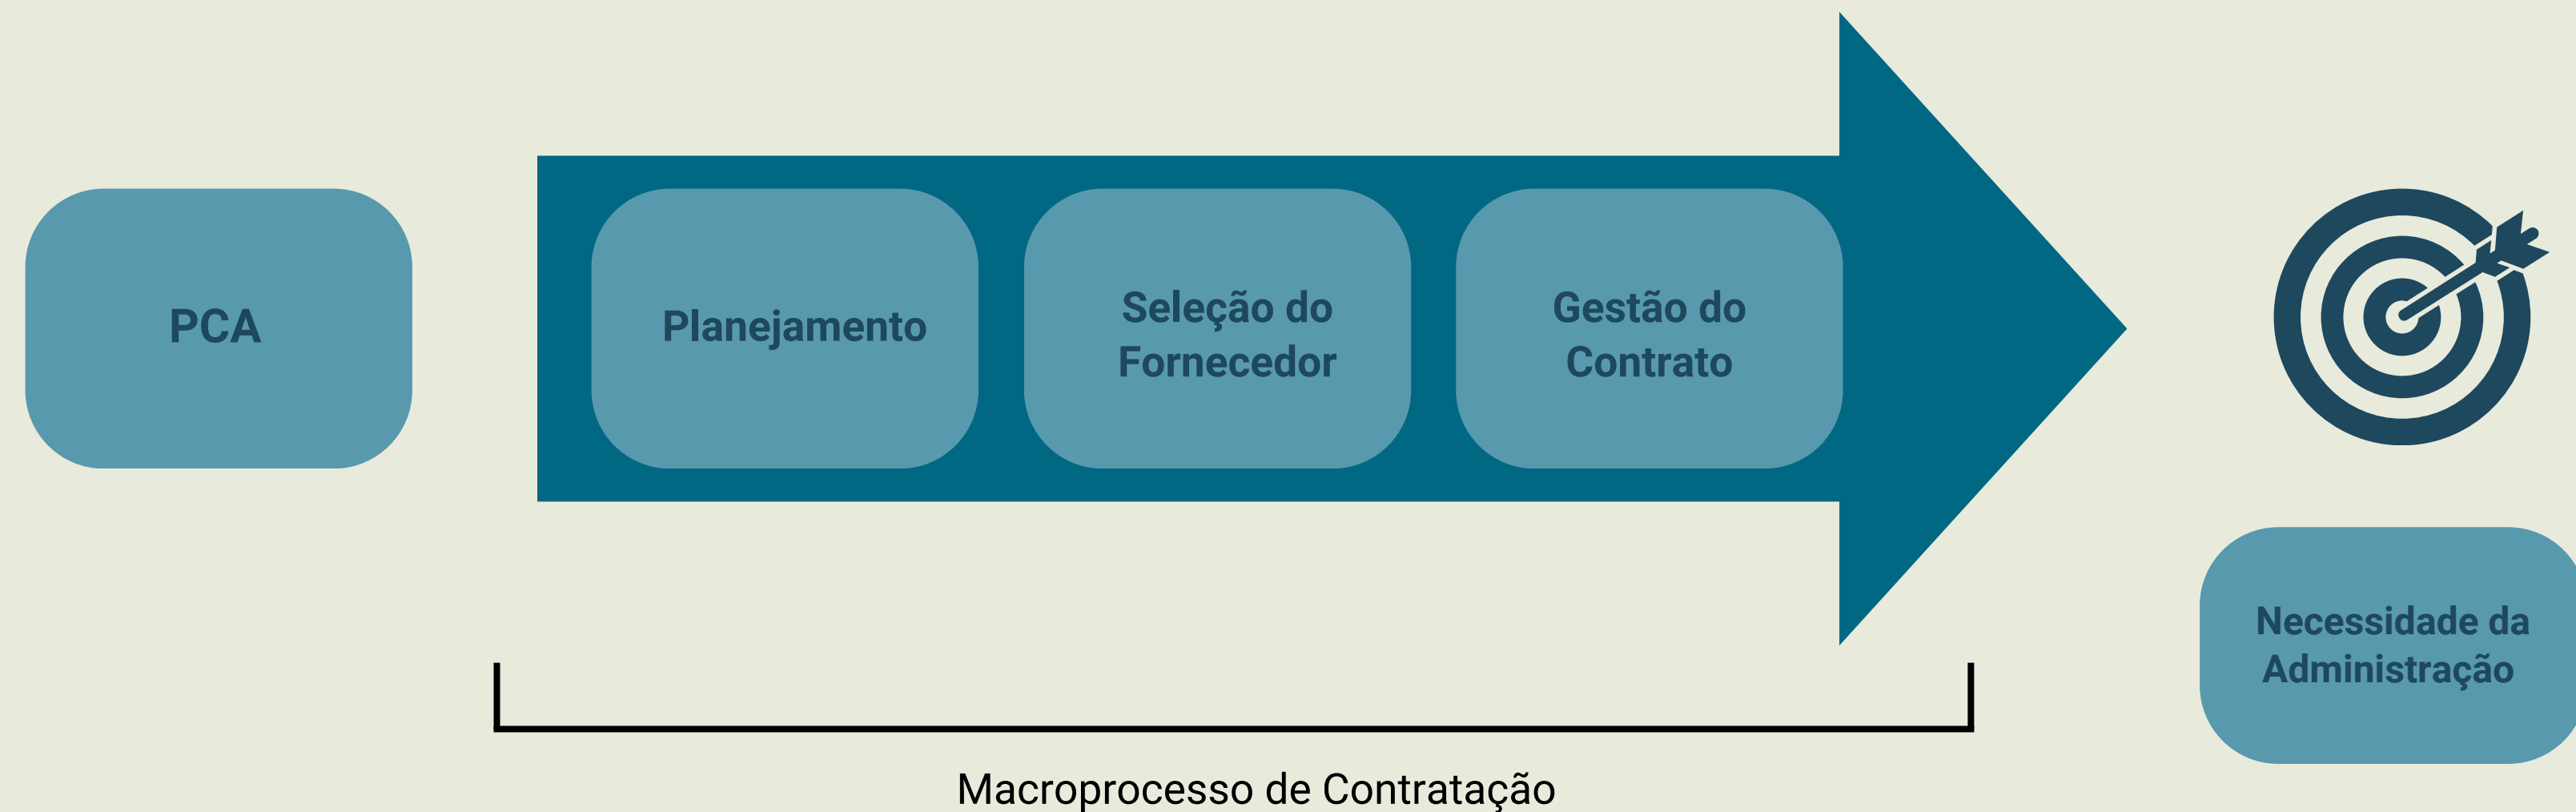 PCA
Planejamento
Seleção do
Fornecedor
Gestão do
Contrato
Necessidade da
Administração
Macroprocesso de Contratação